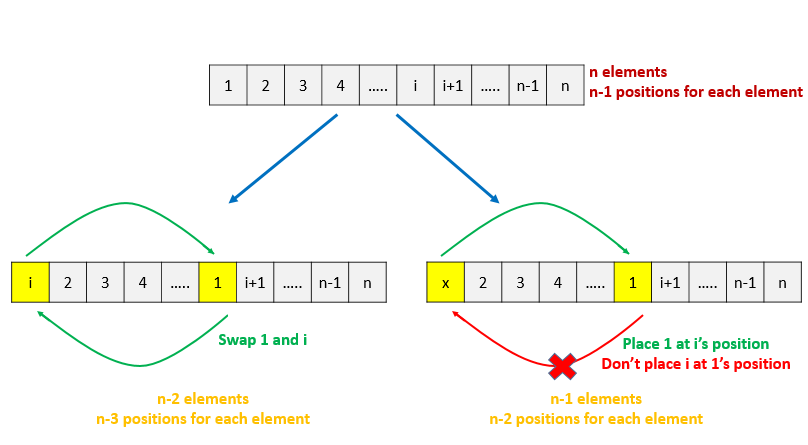 1 2 3 4 ..... i i+1 ..... n-1 n
n elements
n-1 positions for each element
i 2 3 4 ..... 1 i+1 ..... n-1 n
x 2 3 4 ..... 1 i+1 ..... n-1 n
Swap 1 and i
Place 1 at i’s position
Don’t place i at 1’s position
n-2 elements
n-3 positions for each element
n-1 elements
n-2 positions for each element